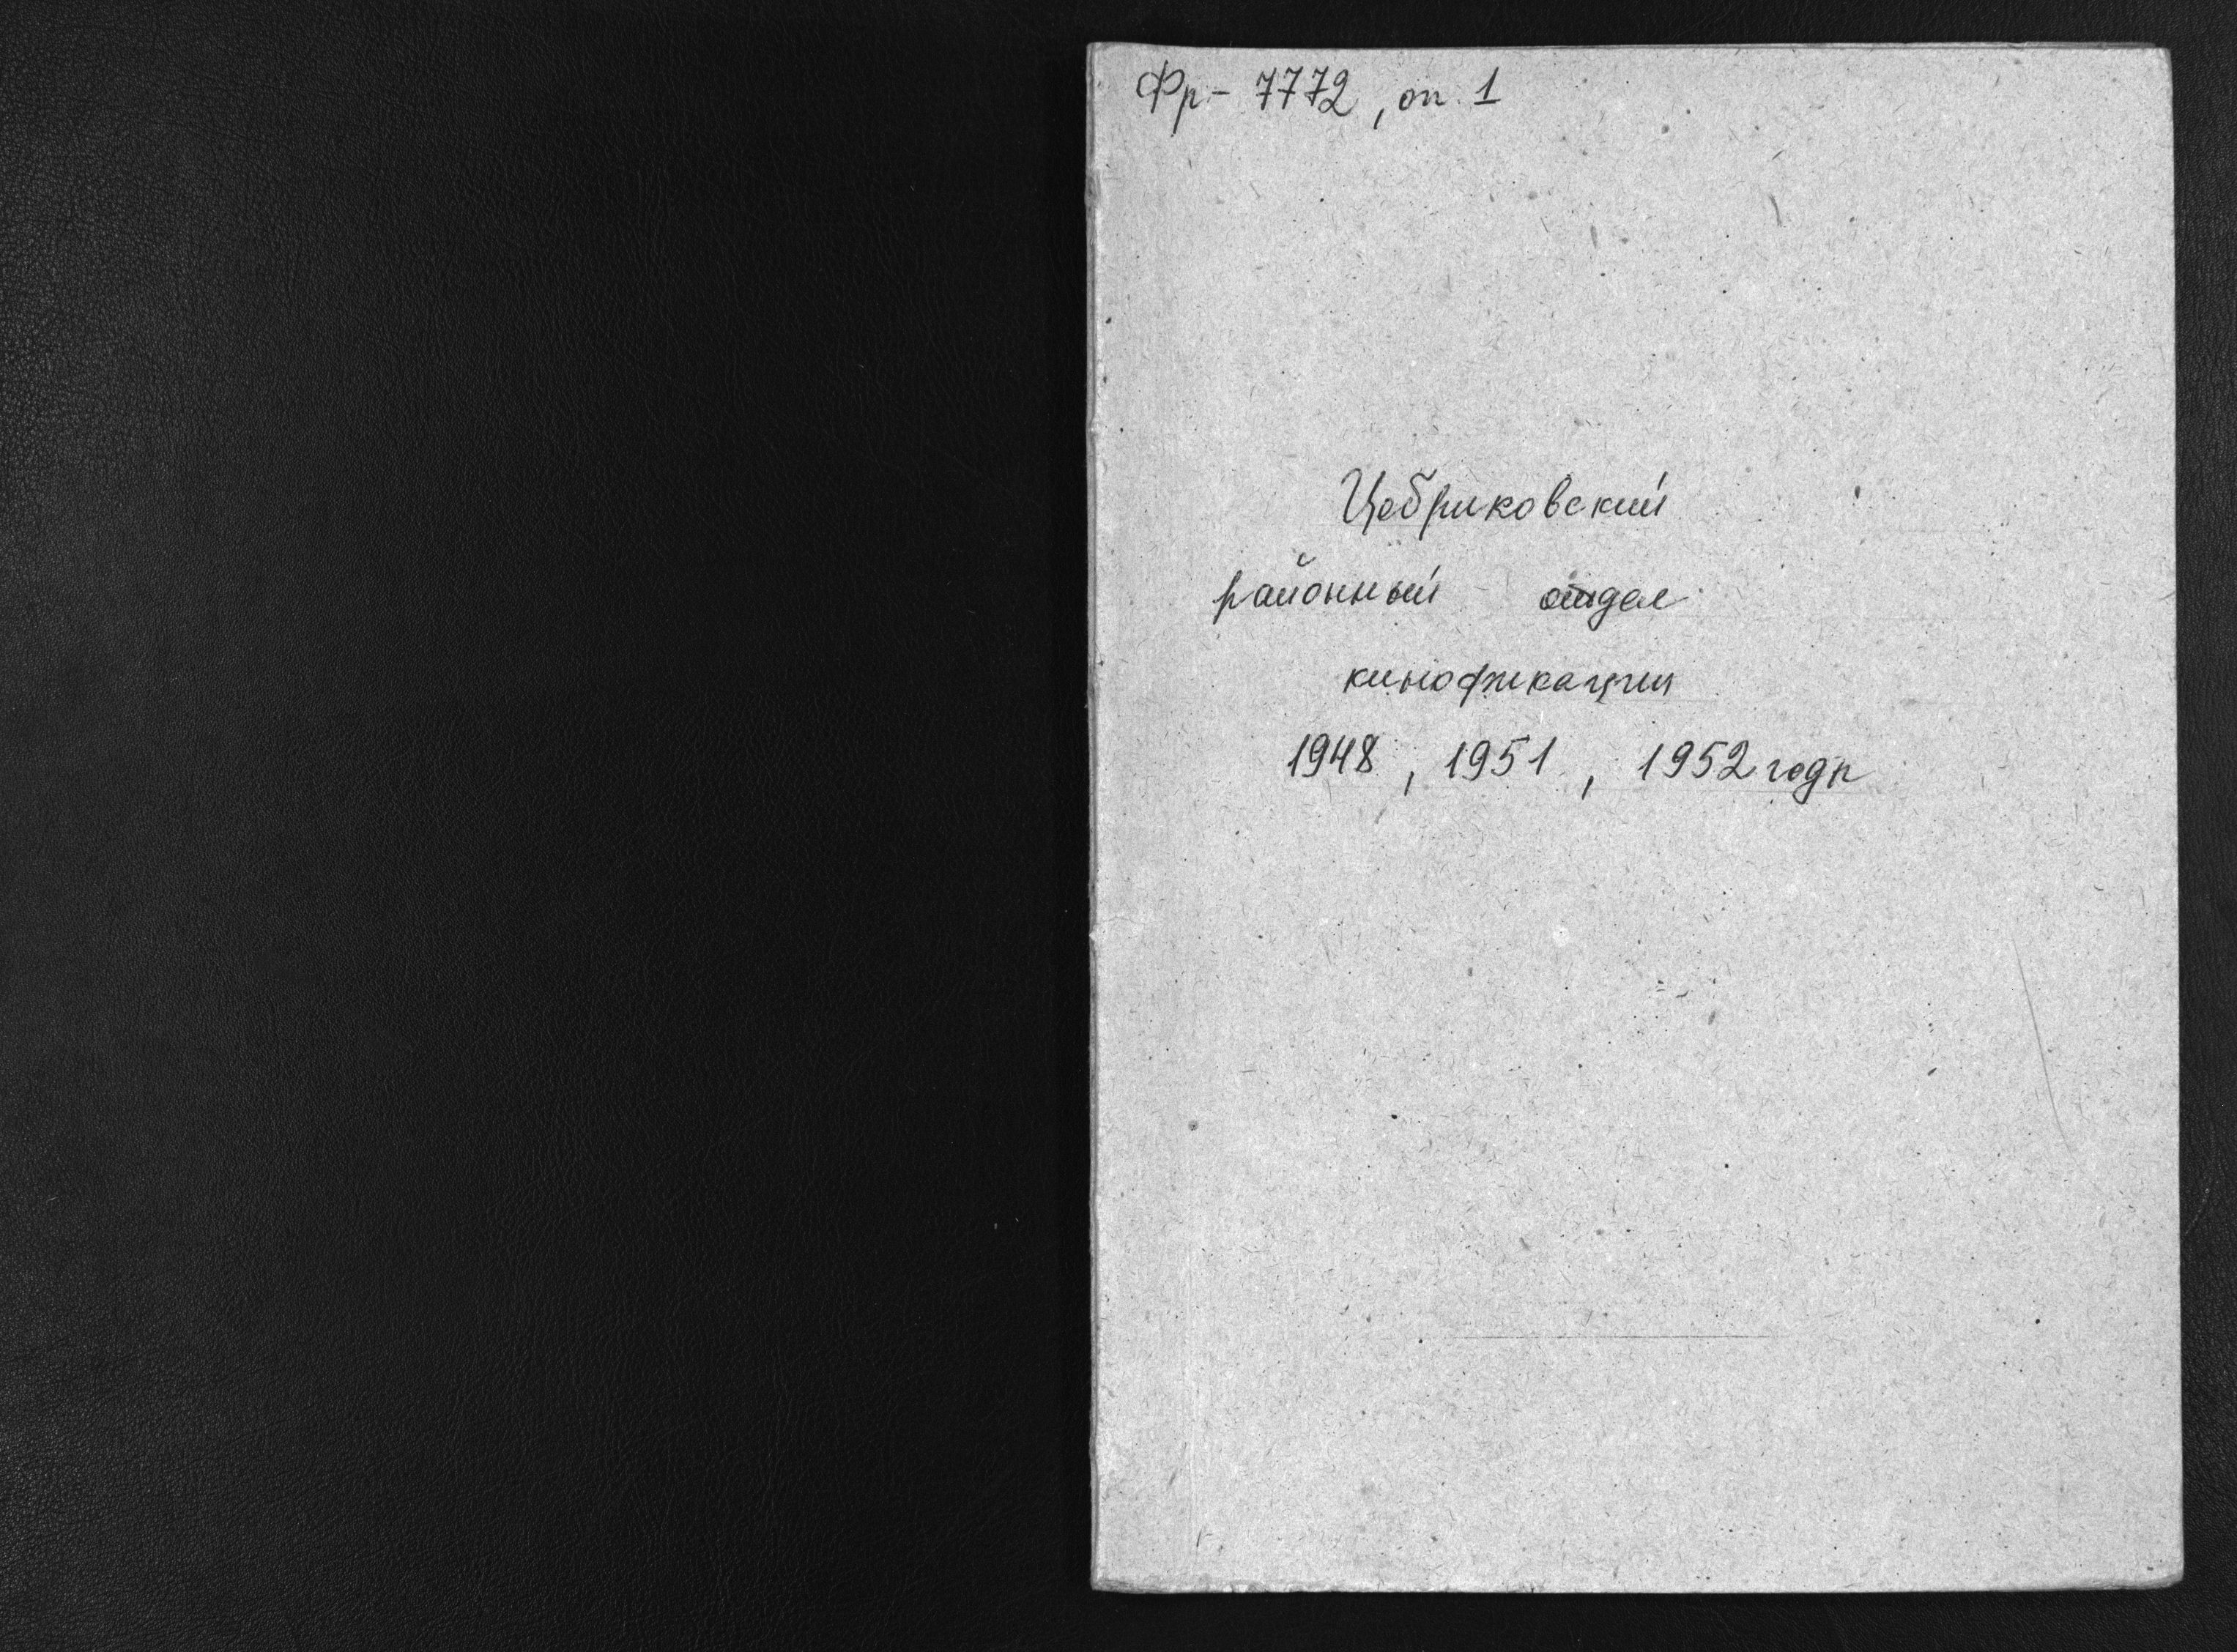 Фр-7772, оп. 1
Цебриковский
районный отдел
кинофикации
1948, 1951, 1952 годы